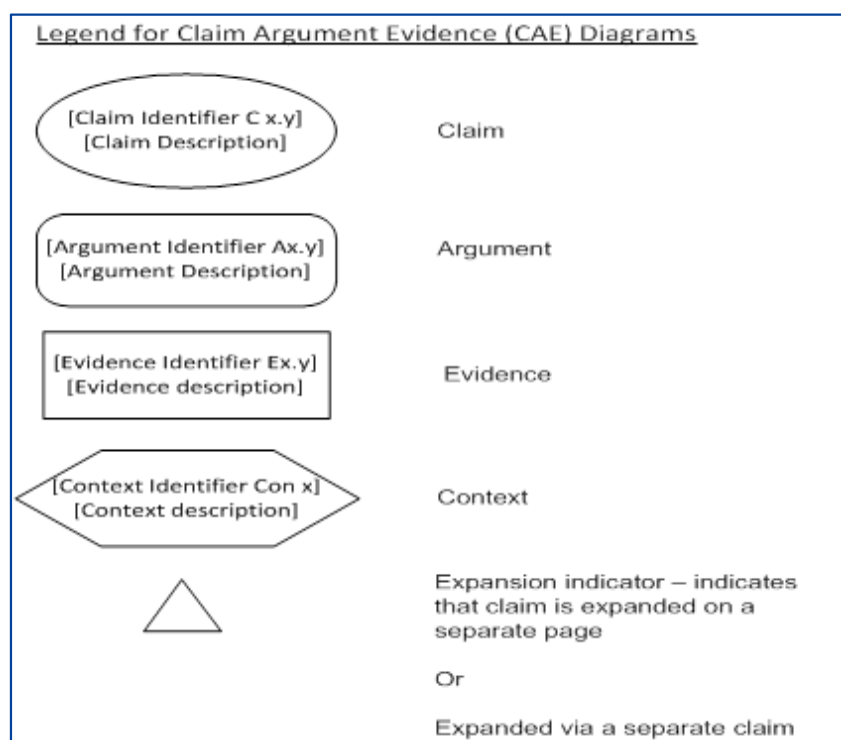 Legend for Claim Argument Evidence (CAE) Diagrams
[Claim Identifier C x.y]
[Claim Description]
Claim
[Argument Identifier Ax.y]
[Argument Description]
Argument
[Evidence Identifier Ex.y]
[Evidence description]
Evidence
[Context Identifier Con x]
[Context description]
Context
Expansion indicator – indicates
that claim is expanded on a
separate page
Or
Expanded via a separate claim